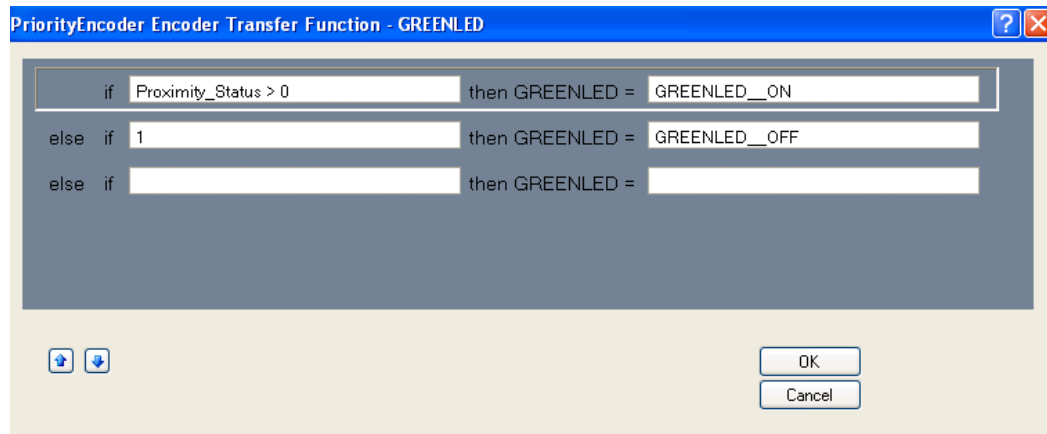 PriorityEncoder Encoder Transfer Function - GREENLED
if Proximity_Status > 0 then GREENLED = GREENLED__ON
else if 1 then GREENLED = GREENLED__OFF
else if then GREENLED =
OK
Cancel